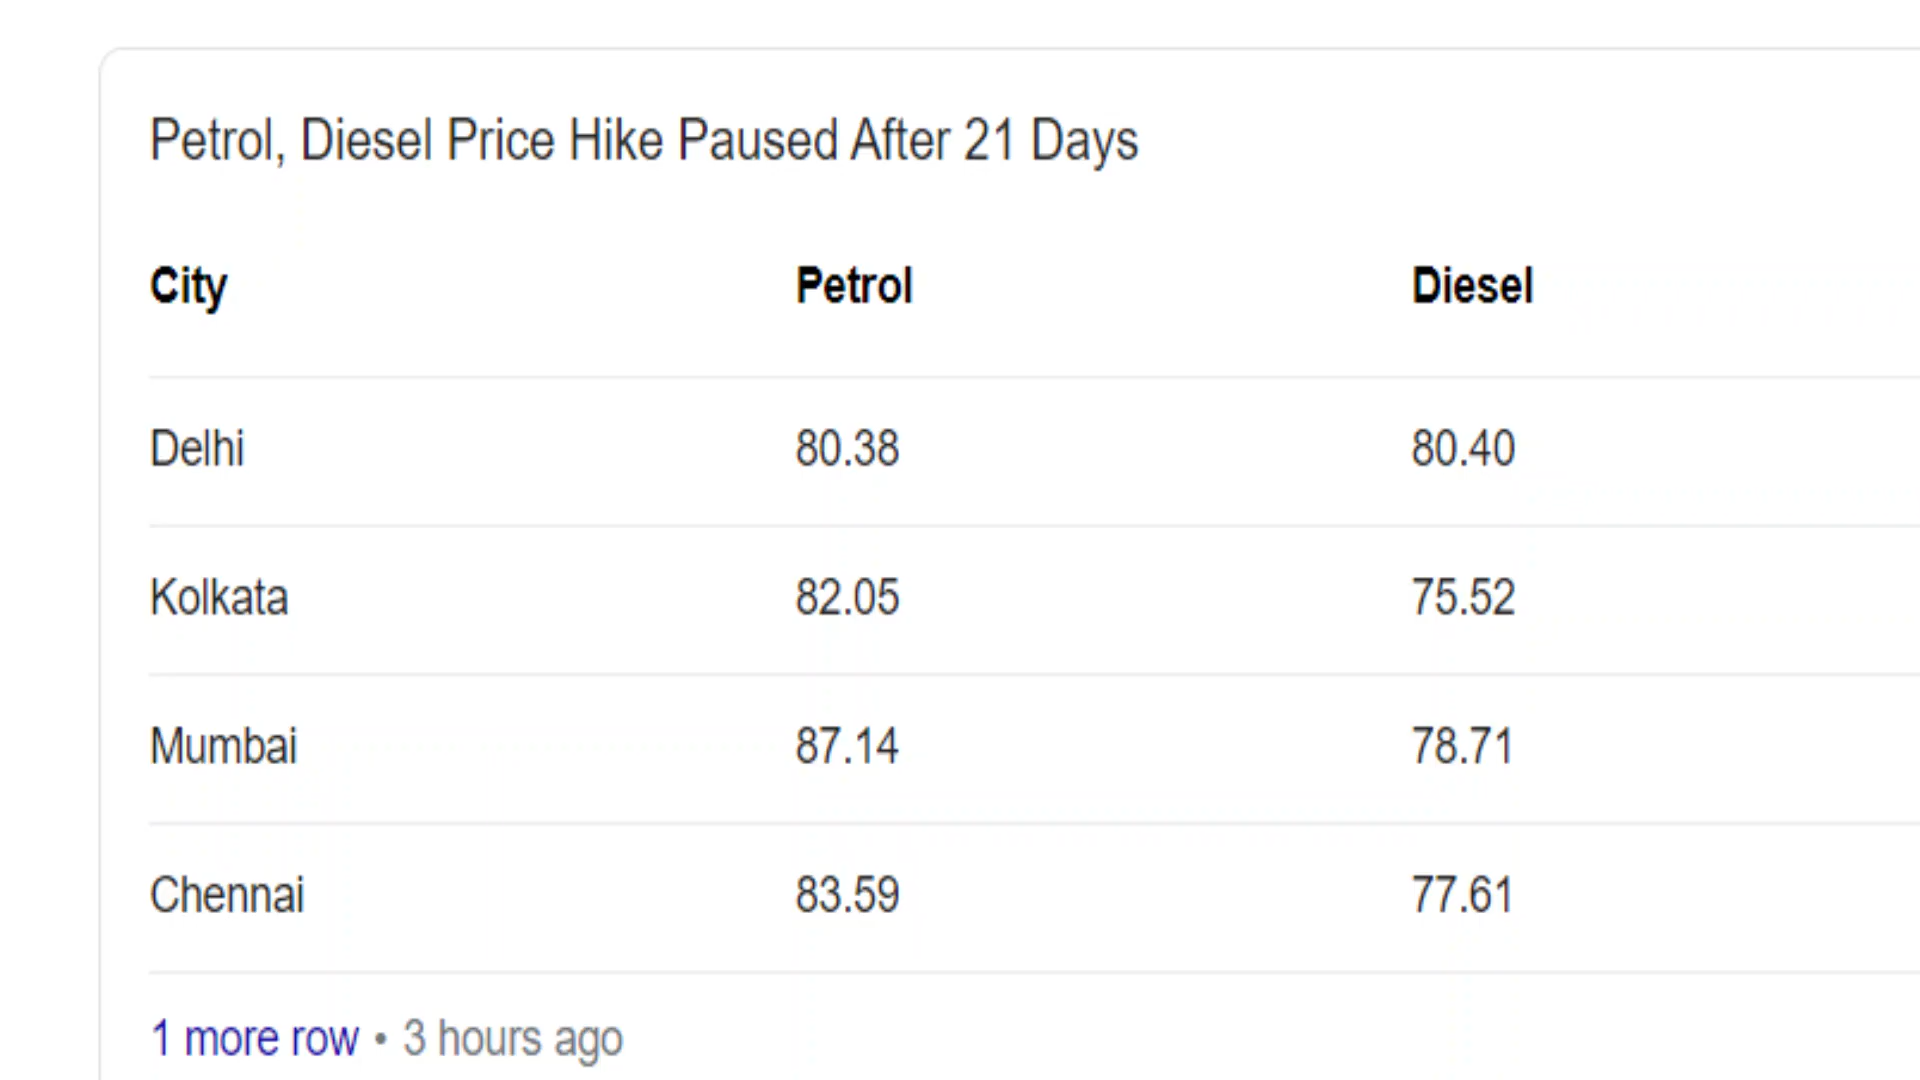 Petrol, Diesel Price Hike Paused After 21 Days
City Petrol Diesel
Delhi 80.38 80.40
Kolkata 82.05 75.52
Mumbai 87.14 78.71
Chennai 83.59 77.61
1 more row • 3 hours ago